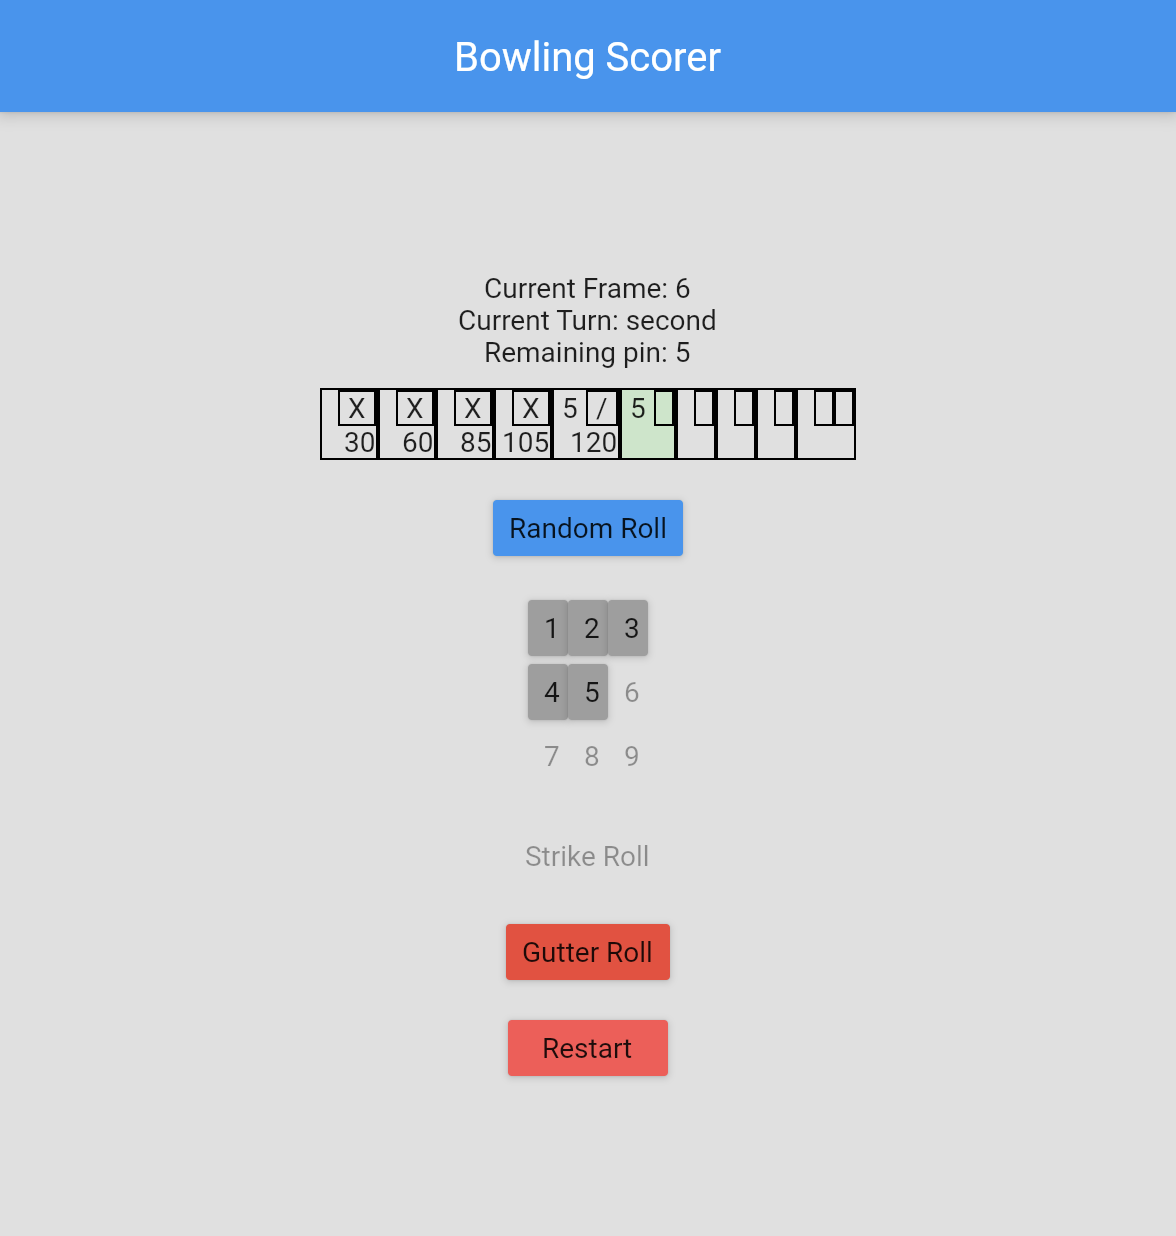 Bowling Scorer
Current Frame: 6
Current Turn: second
Remaining pin: 5
X X X X 5 / 5
30 60 85 105 120
Random Roll
1 2 3
4 5 6
7 8 9
Strike Roll
Gutter Roll
Restart